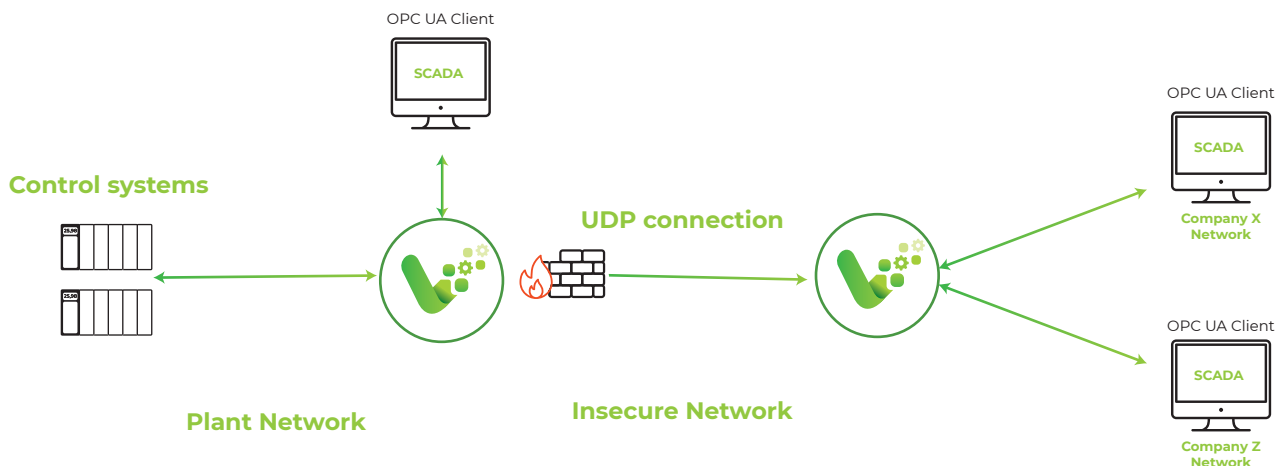 OPC UA Client
SCADA
OPC UA Client
SCADA
Company X
Network
Control systems
25.90
25.90
UDP connection
OPC UA Client
SCADA
Company Z
Network
Plant Network
Insecure Network